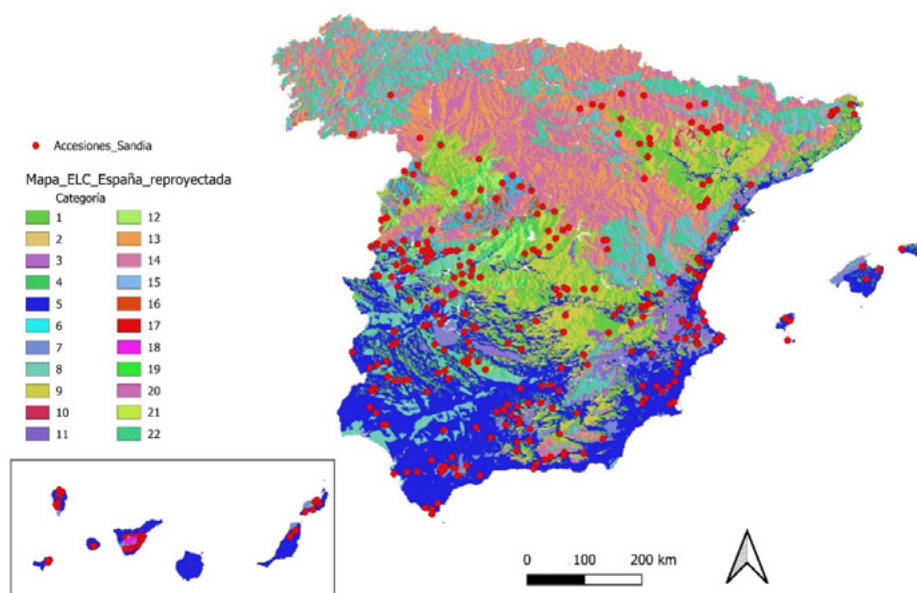 Accesiones_Sandia
Mapa_ELC_España_reproyectada
Categoría
1 12
2 13
3 14
4 15
5 16
6 17
7 18
8 19
9 20
10 21
11 22
0 100 200 km